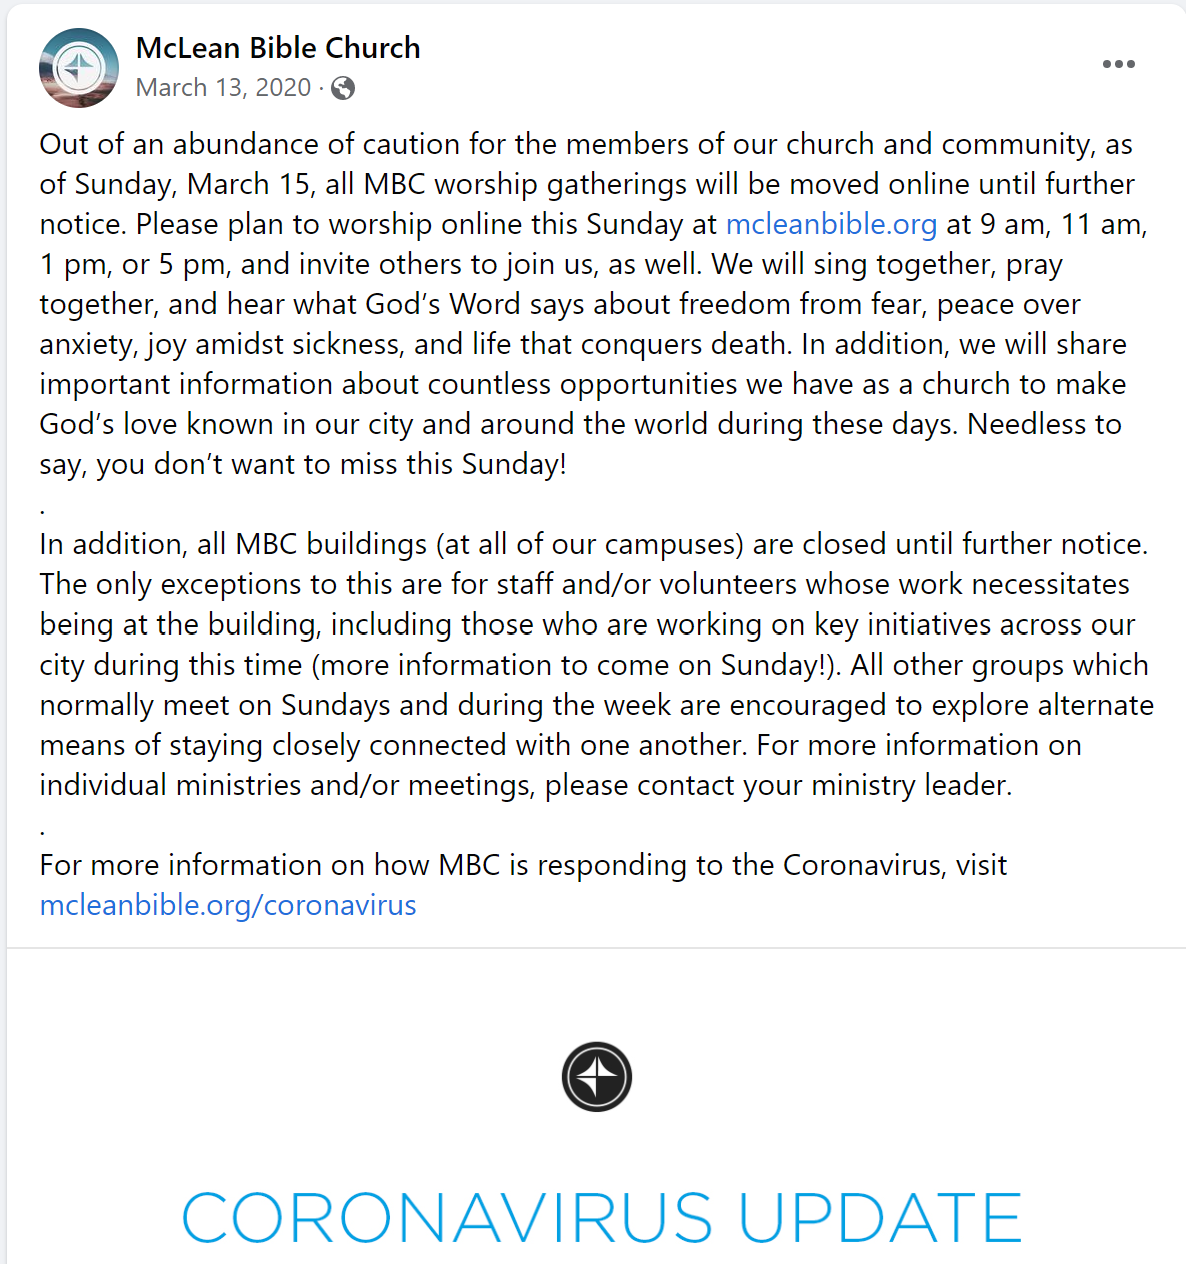 McLean Bible Church
March 13, 2020 ·
Out of an abundance of caution for the members of our church and community, as
of Sunday, March 15, all MBC worship gatherings will be moved online until further
notice. Please plan to worship online this Sunday at mcleanbible.org at 9 am, 11 am,
1 pm, or 5 pm, and invite others to join us, as well. We will sing together, pray
together, and hear what God’s Word says about freedom from fear, peace over
anxiety, joy amidst sickness, and life that conquers death. In addition, we will share
important information about countless opportunities we have as a church to make
God’s love known in our city and around the world during these days. Needless to
say, you don’t want to miss this Sunday!
.
In addition, all MBC buildings (at all of our campuses) are closed until further notice.
The only exceptions to this are for staff and/or volunteers whose work necessitates
being at the building, including those who are working on key initiatives across our
city during this time (more information to come on Sunday!). All other groups which
normally meet on Sundays and during the week are encouraged to explore alternate
means of staying closely connected with one another. For more information on
individual ministries and/or meetings, please contact your ministry leader.
.
For more information on how MBC is responding to the Coronavirus, visit
mcleanbible.org/coronavirus
CORONAVIRUS UPDATE